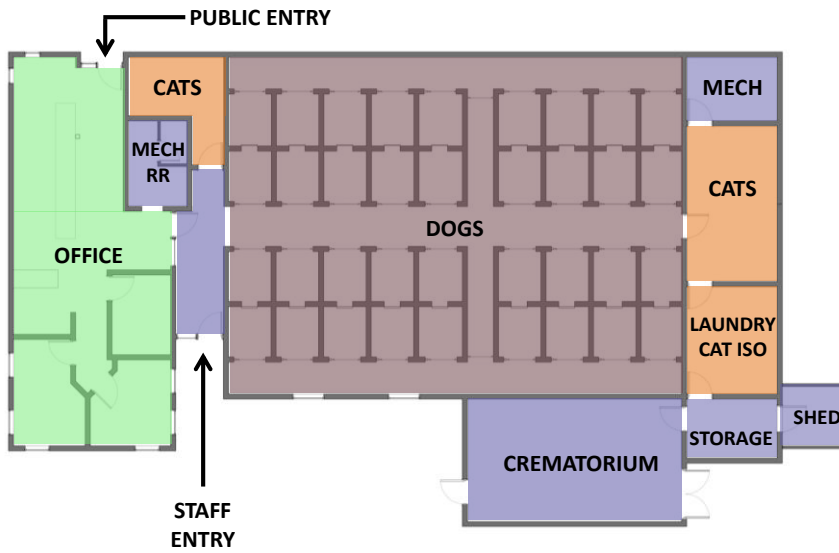 PUBLIC ENTRY
CATS
MECH
MECH
RR
CATS
DOGS
OFFICE
LAUNDRY
CAT ISO
SHED
STORAGE
CREMATORIUM
STAFF
ENTRY